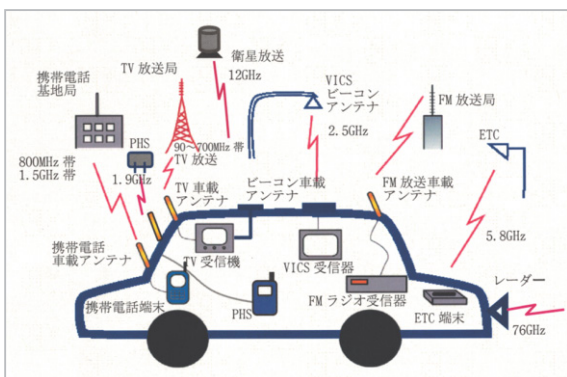 衛星放送
12GHz
TV 放送局
携帯電話
基地局
VICS
ビーコン
アンテナ
FM 放送局
PHS
2.5GHz
ETC
90～700MHz 帯
TV 放送
800MHz 帯
1.5GHz 帯
1.9GHz
TV 車載
アンテナ
ビーコン車載
アンテナ
FM 放送車載
アンテナ
5.8GHz
携帯電話
車載アンテナ
TV 受信機
VICS 受信器
レーダー
携帯電話端末
PHS
FM ラジオ受信器
ETC 端末
76GHz